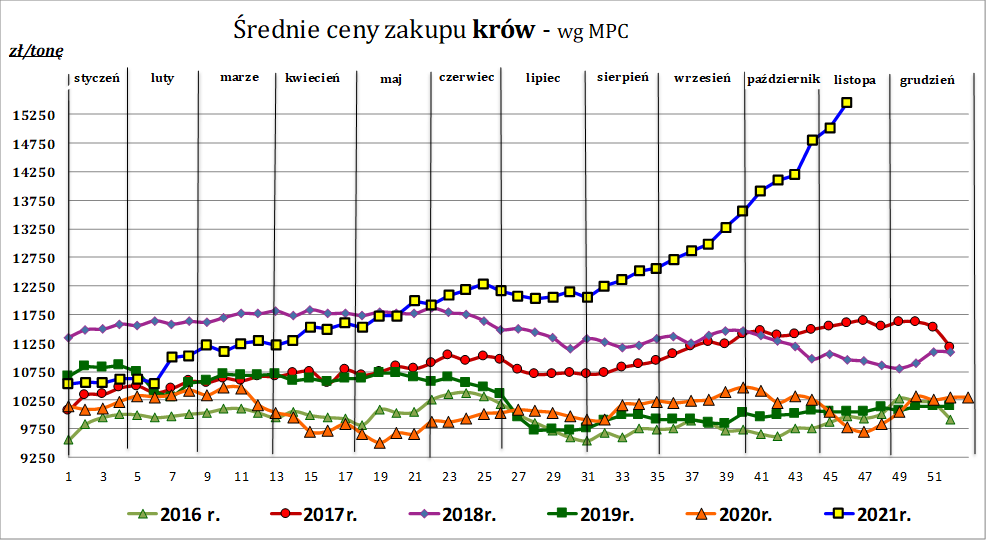 Średnie ceny zakupu krów - wg MPC
zł/tonę
styczeń luty marze kwiecień maj czerwiec lipiec sierpień wrzesień październik listopa grudzień
15250
14750
14250
13750
13250
12750
12250
11750
11250
10750
10250
9750
9250
1 3 5 7 9 11 13 15 17 19 21 23 25 27 29 31 33 35 37 39 41 43 45 47 49 51
2016 r. 2017r. 2018r. 2019r. 2020r. 2021r.